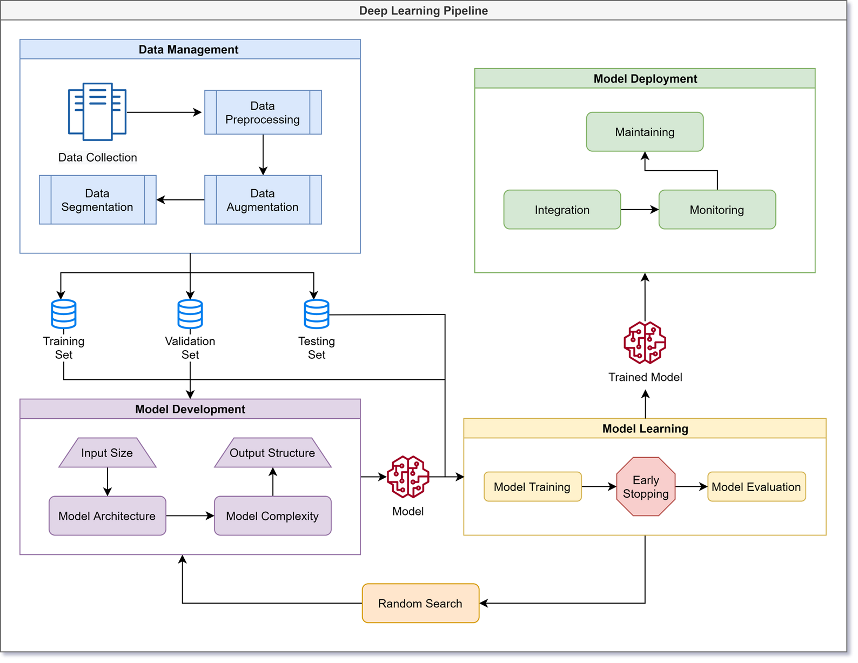 Deep Learning Pipeline
Data Management
Data
Preprocessing
Data Collection
Data
Segmentation
Data
Augmentation
Training
Set
Validation
Set
Testing
Set
Model Development
Input Size
Output Structure
Model Architecture
Model Complexity
Model
Model Deployment
Maintaining
Integration
Monitoring
Trained Model
Model Learning
Model Training
Early
Stopping
Model Evaluation
Random Search